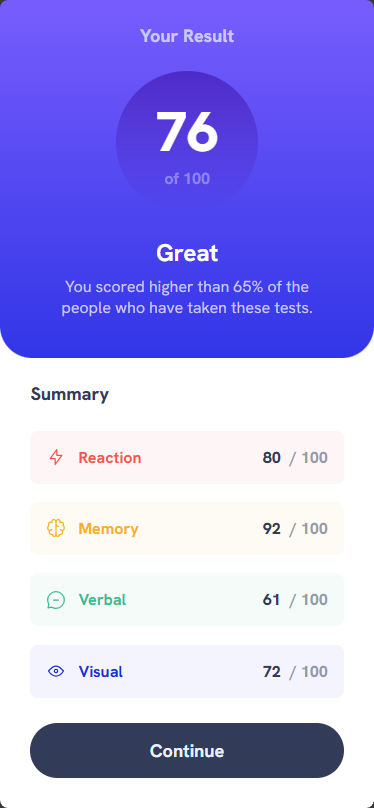 Your Result
76
of 100
Great
You scored higher than 65% of the
people who have taken these tests.
Summary
Reaction 80 / 100
Memory 92 / 100
Verbal 61 / 100
Visual 72 / 100
Continue